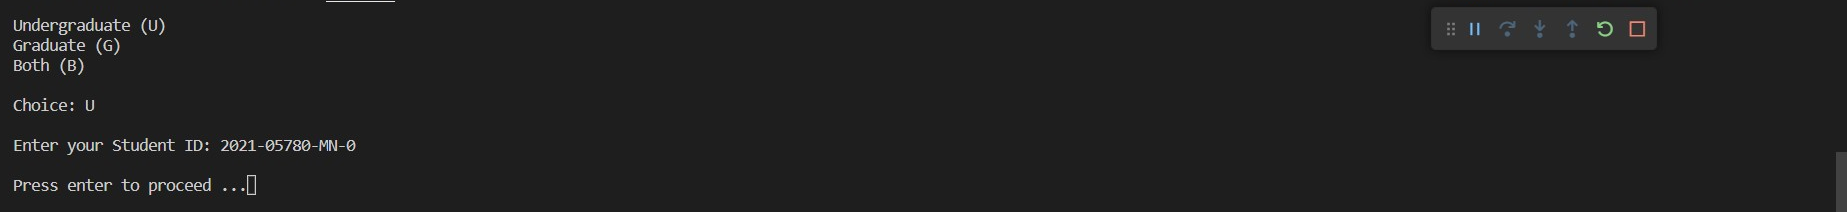 Undergraduate (U)
Graduate (G)
Both (B)
Choice: U
Enter your Student ID: 2021-05780-MN-0
Press enter to proceed ...